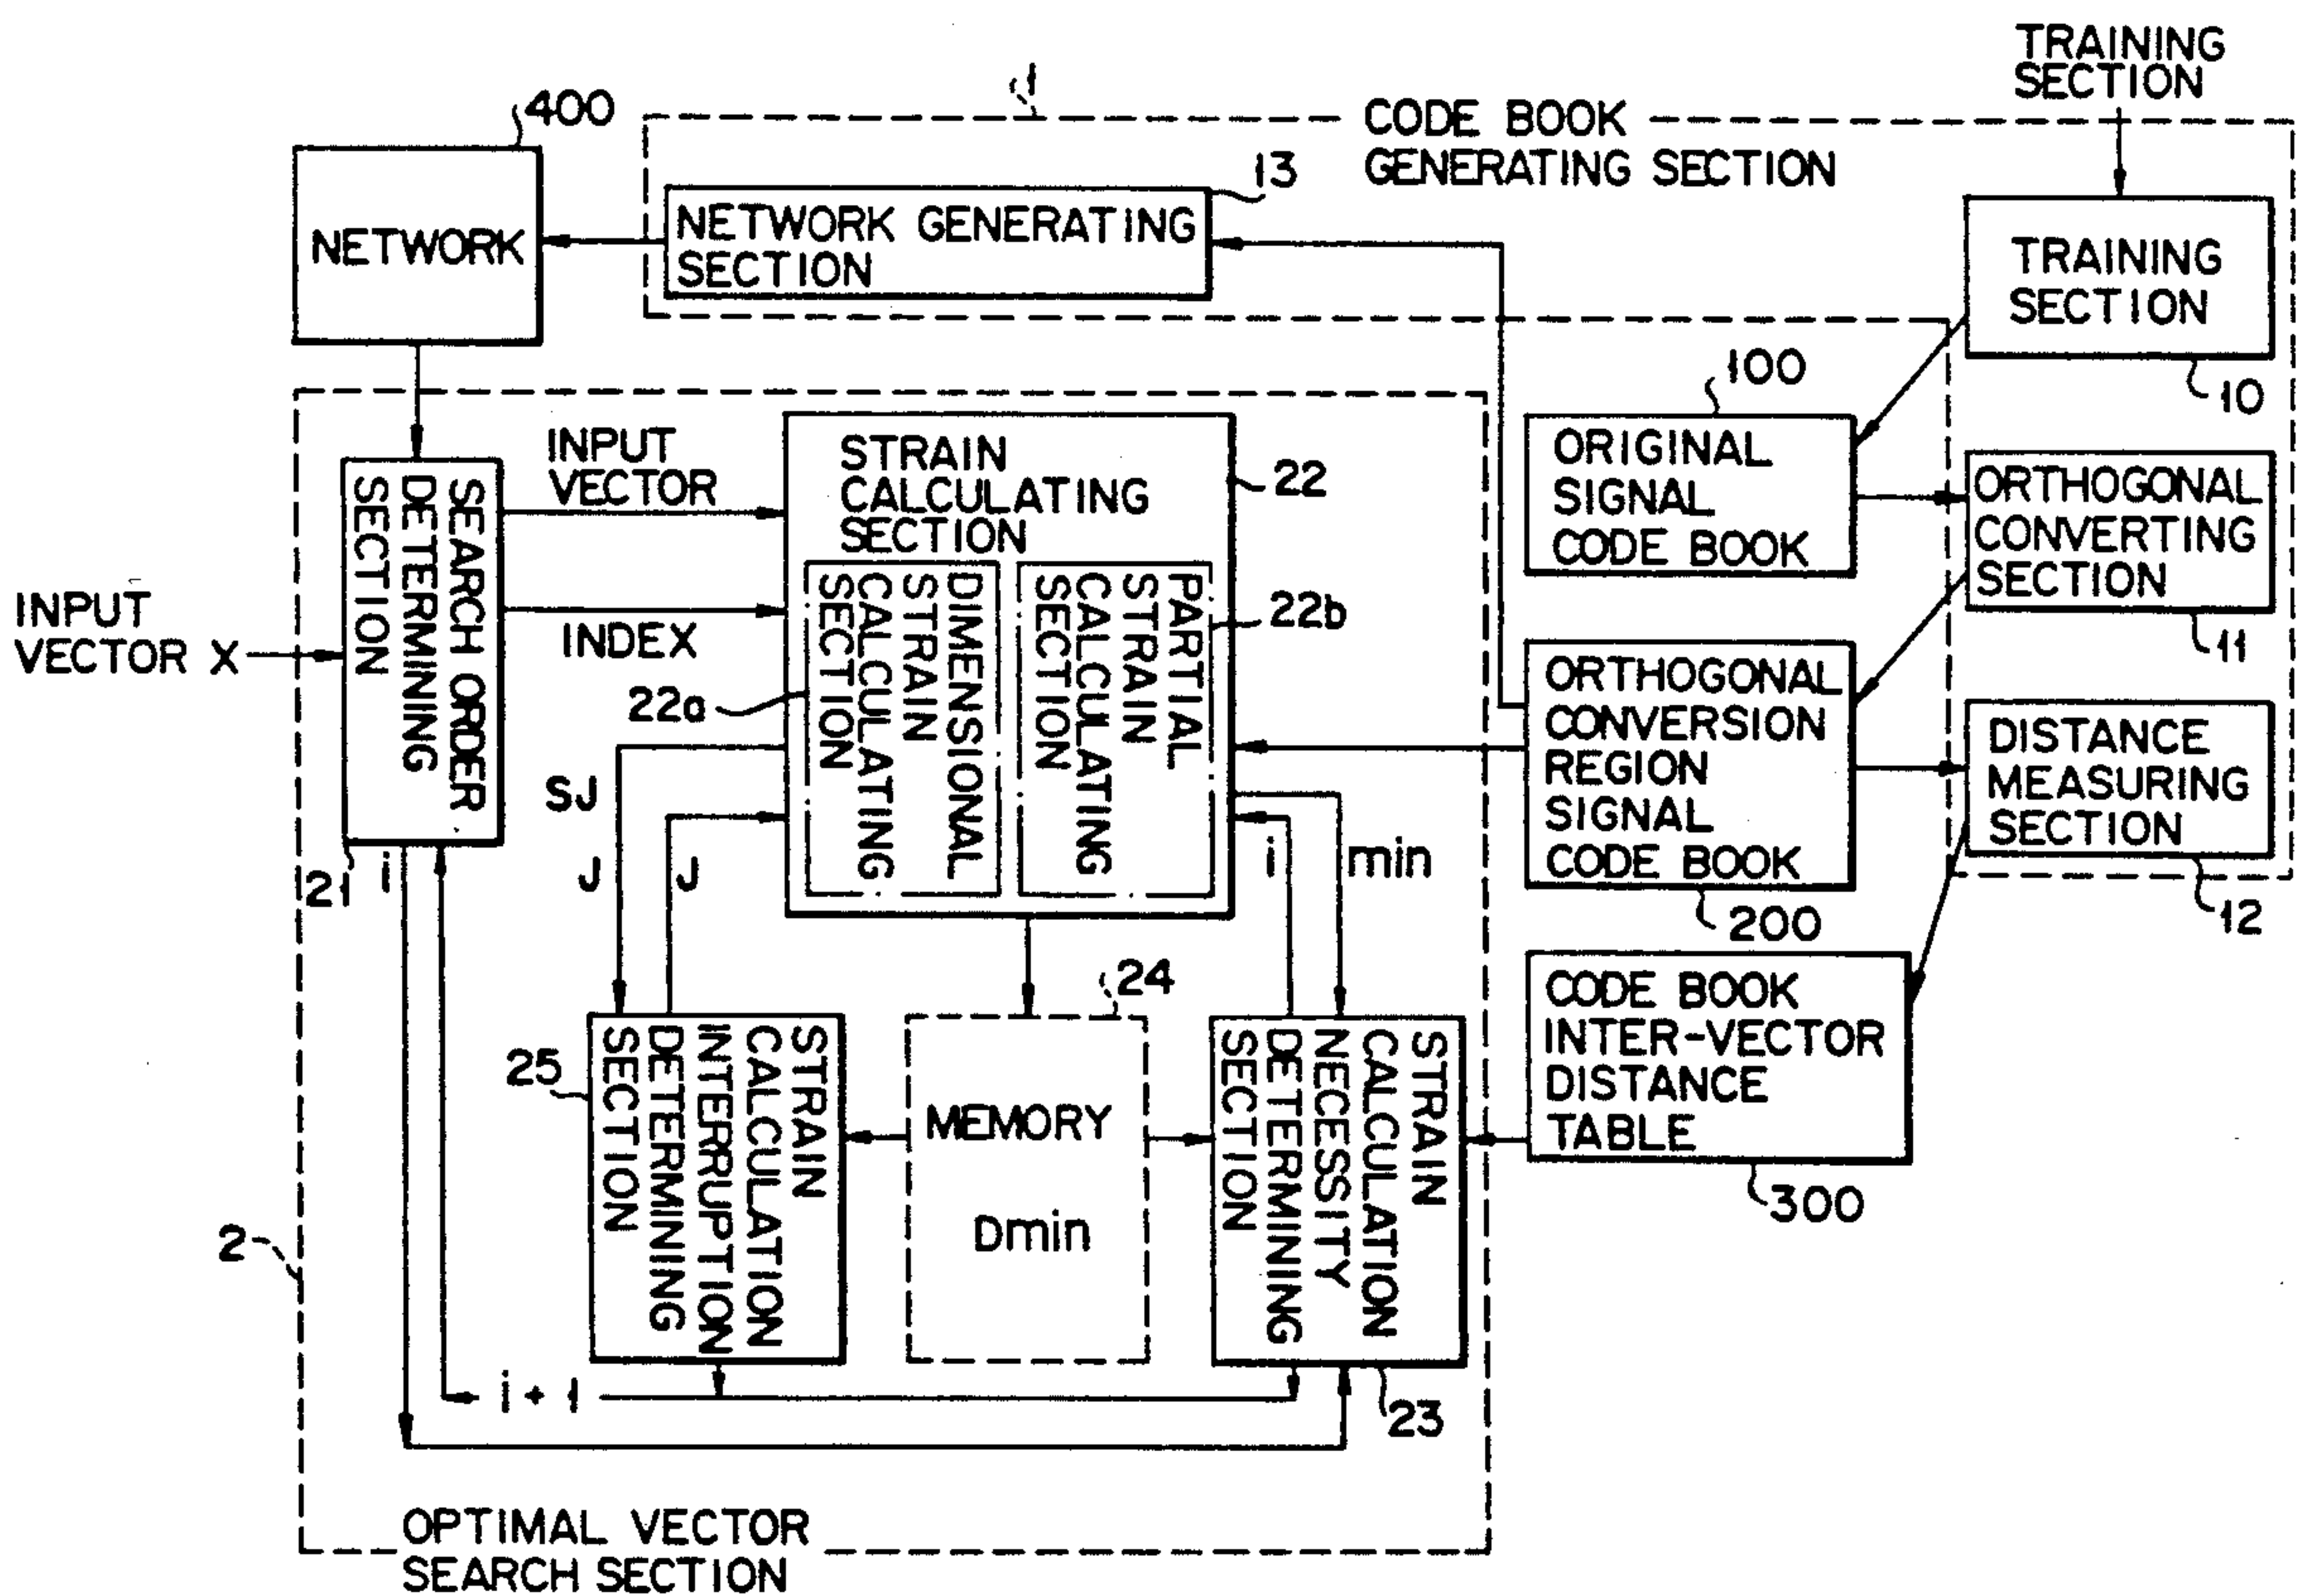 TRAINING
SECTION
1
400
CODE BOOK
GENERATING SECTION
13
NETWORK
NETWORK GENERATING
SECTION
TRAINING
SECTION
10
100
ORIGINAL
SIGNAL
CODE BOOK
ORTHOGONAL
CONVERTING
SECTION
11
INPUT
VECTOR
INDEX
INPUT
VECTOR X
SEARCH ORDER
DETERMINING
SECTION
21
i
STRAIN
CALCULATING
SECTION
22
DIMENSIONAL
STRAIN
CALCULATING
SECTION
22a
PARTIAL
STRAIN
CALCULATING
SECTION
22b
ORTHOGONAL
CONVERSION
REGION
SIGNAL
CODE BOOK
200
DISTANCE
MEASURING
SECTION
12
SJ
J
J
i
min
24
CODE BOOK
INTER-VECTOR
DISTANCE
TABLE
300
25
STRAIN
CALCULATION
INTERRUPTION
DETERMINING
SECTION
MEMORY
Dmin
STRAIN
CALCULATION
NECESSITY
DETERMINING
SECTION
23
i + 1
2
OPTIMAL VECTOR
SEARCH SECTION